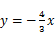 y = −4/3 x